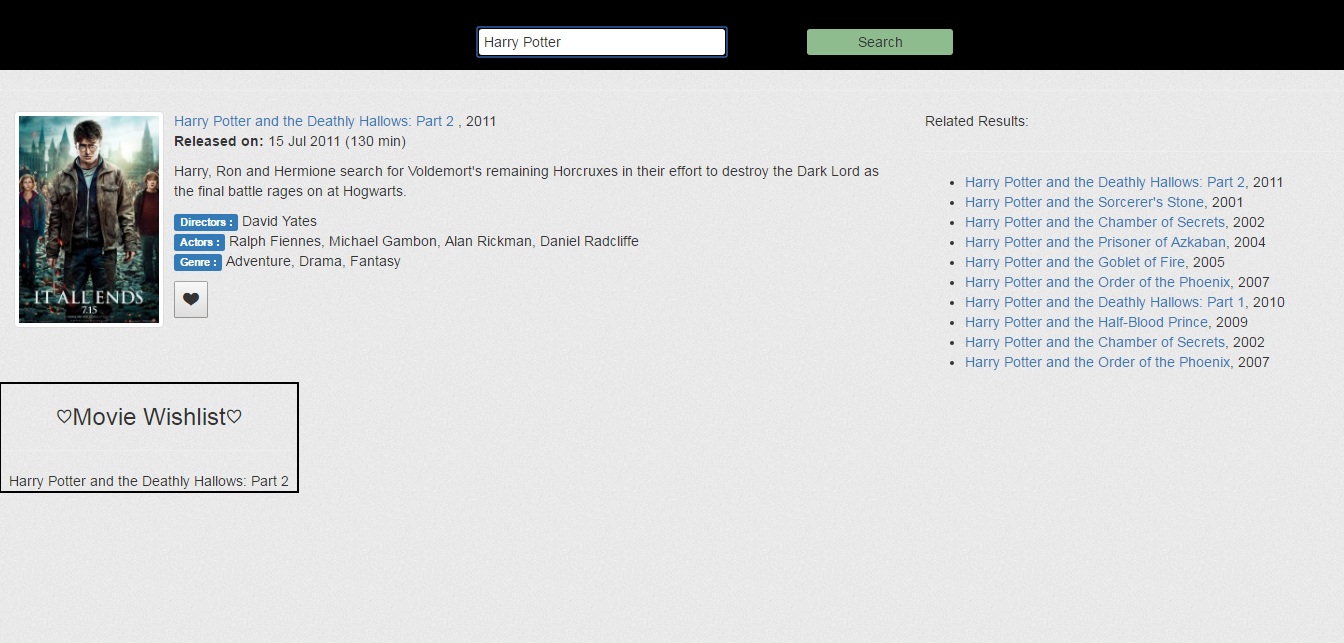 Harry Potter
Search
IT ALL ENDS
7.15
Harry Potter and the Deathly Hallows: Part 2 , 2011
Released on: 15 Jul 2011 (130 min)
Harry, Ron and Hermione search for Voldemort's remaining Horcruxes in their effort to destroy the Dark Lord as
the final battle rages on at Hogwarts.
Directors : David Yates
Actors : Ralph Fiennes, Michael Gambon, Alan Rickman, Daniel Radcliffe
Genre : Adventure, Drama, Fantasy
Related Results:
Harry Potter and the Deathly Hallows: Part 2, 2011
Harry Potter and the Sorcerer's Stone, 2001
Harry Potter and the Chamber of Secrets, 2002
Harry Potter and the Prisoner of Azkaban, 2004
Harry Potter and the Goblet of Fire, 2005
Harry Potter and the Order of the Phoenix, 2007
Harry Potter and the Deathly Hallows: Part 1, 2010
Harry Potter and the Half-Blood Prince, 2009
Harry Potter and the Chamber of Secrets, 2002
Harry Potter and the Order of the Phoenix, 2007
♡Movie Wishlist♡
Harry Potter and the Deathly Hallows: Part 2